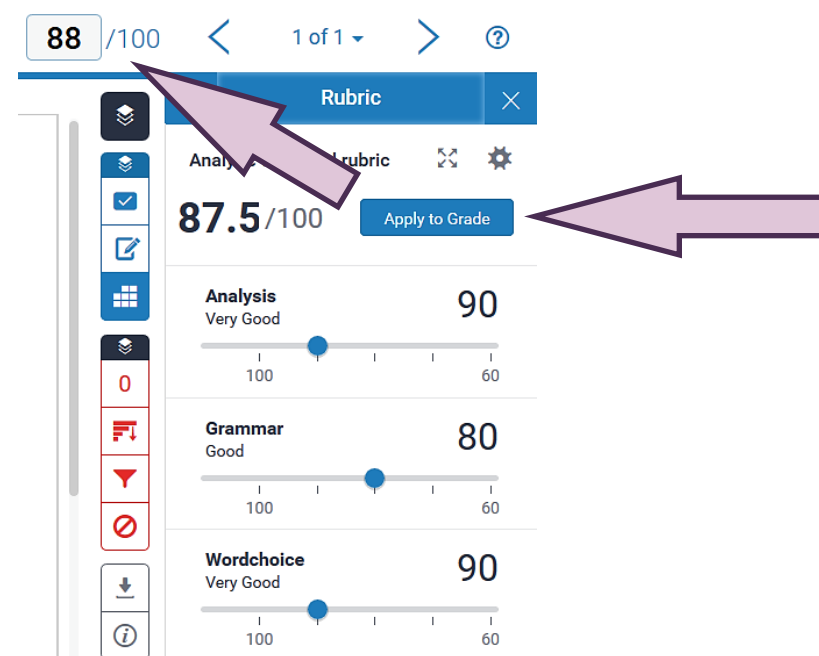 88 /100
1 of 1
Rubric
rubric
87.5 /100
Apply to Grade
Analysis
90
Very Good
100
60
Grammar
80
Good
100
60
0
Wordchoice
90
Very Good
100
60